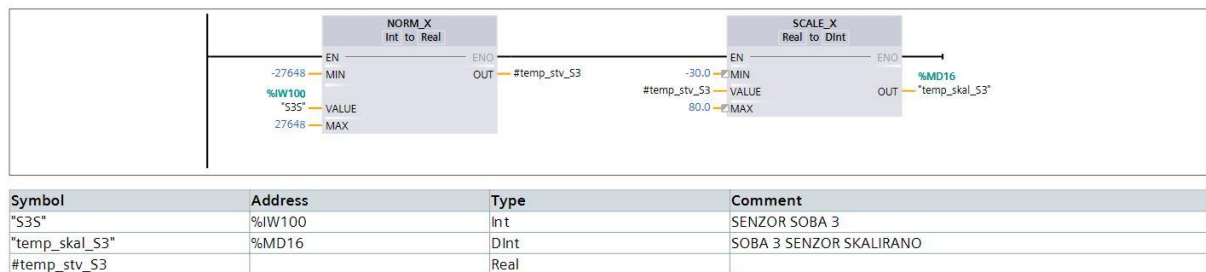 NORM_X
Int to Real
SCALE_X
Real to DInt
EN ENO
EN ENO
-27648 MIN OUT #temp_stv_S3
-30.0 MIN
%MD16
%IW100
#temp_stv_S3 VALUE OUT "temp_skal_S3"
"S3S" VALUE
80.0 MAX
27648 MAX
Symbol Address Type Comment
"S3S" %IW100 Int SENZOR SOBA 3
"temp_skal_S3" %MD16 DInt SOBA 3 SENZOR SKALIRANO
#temp_stv_S3 Real